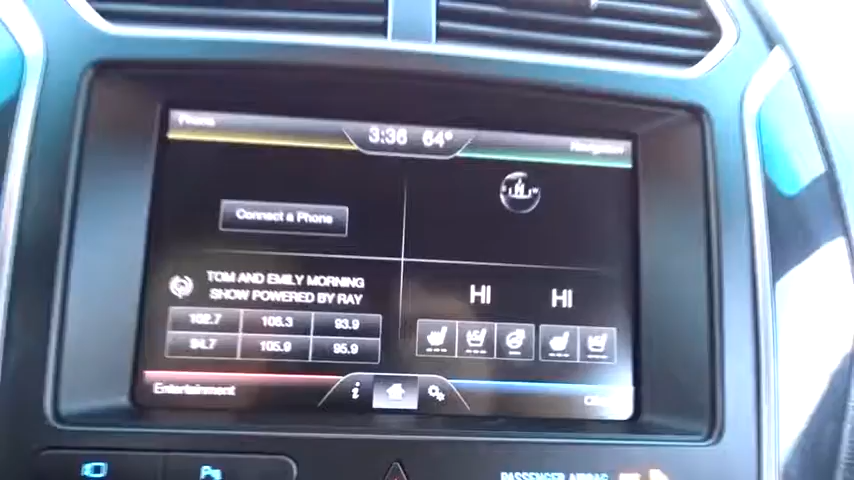 Phone
3:36 64°
Navigation
Connect a Phone
TOM AND EMILY MORNING
SHOW POWERED BY RAY
HI HI
102.7 106.3 93.9
94.7 105.9 95.9
Entertainment
i
PASSENGER AIRBAG